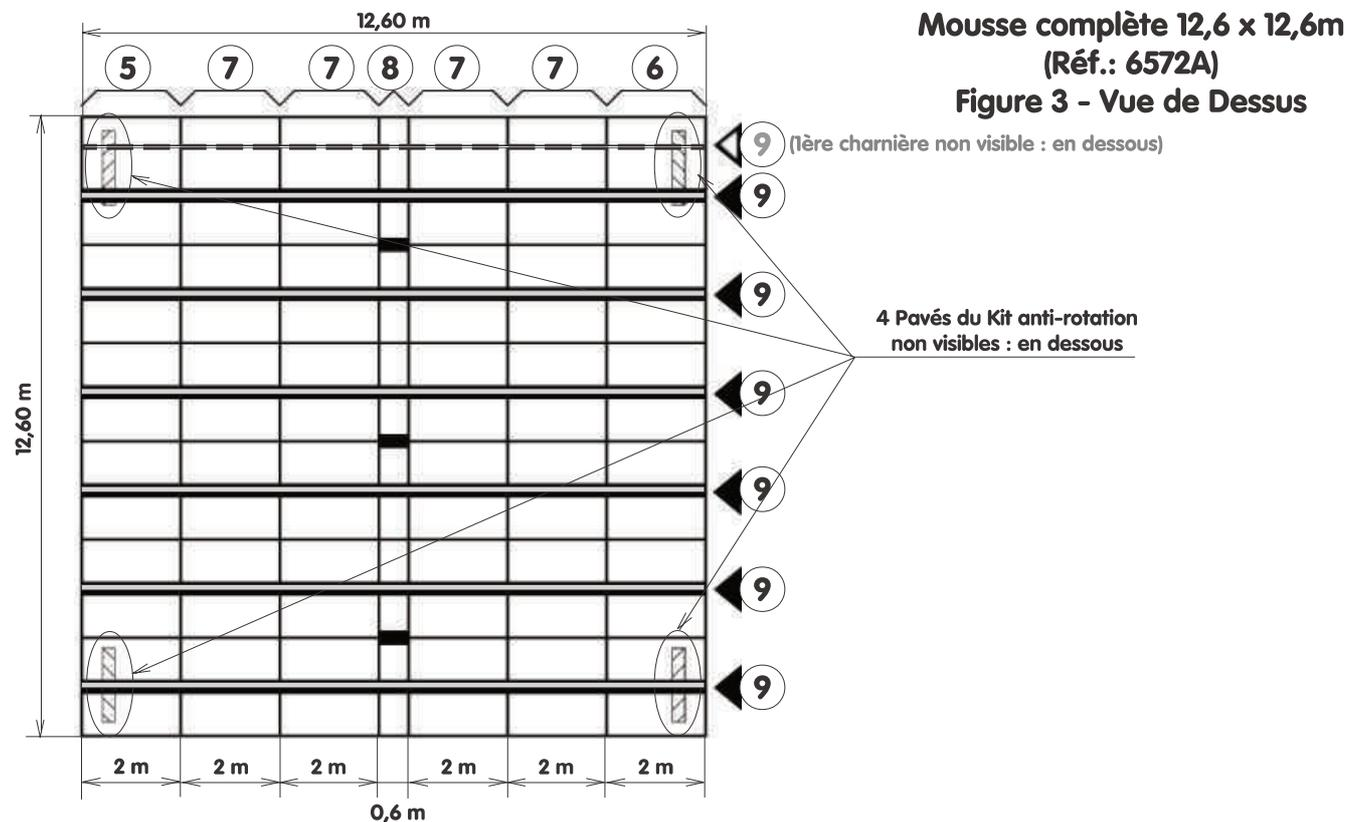 12,60 m
Mousse complète 12,6 x 12,6m
(Réf.: 6572A)
Figure 3 - Vue de Dessus
5 7 7 8 7 7 6
9 (1ère charnière non visible : en dessous)
9
9
4 Pavés du Kit anti-rotation
non visibles : en dessous
9
12,60 m
9
9
9
2 m 2 m 2 m 2 m 2 m 2 m
0,6 m